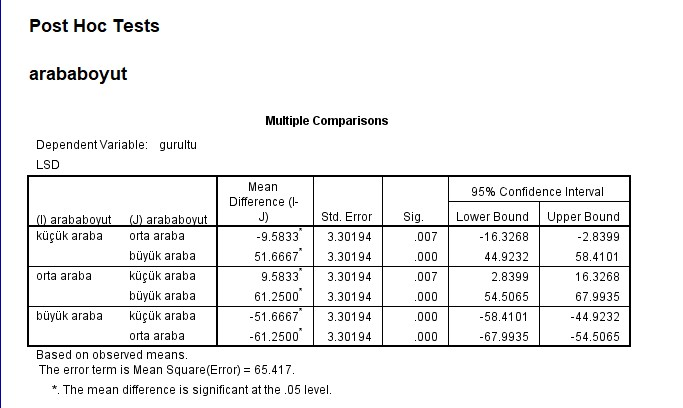 Post Hoc Tests
arababoyut
Multiple Comparisons
Dependent Variable: gurultu
LSD
(I) arababoyut (J) arababoyut Mean Difference (I-J) Std. Error Sig. 95% Confidence Interval
Lower Bound Upper Bound
küçük araba orta araba -9.5833* 3.30194 .007 -16.3268 -2.8399
büyük araba 51.6667* 3.30194 .000 44.9232 58.4101
orta araba küçük araba 9.5833* 3.30194 .007 2.8399 16.3268
büyük araba 61.2500* 3.30194 .000 54.5065 67.9935
büyük araba küçük araba -51.6667* 3.30194 .000 -58.4101 -44.9232
orta araba -61.2500* 3.30194 .000 -67.9935 -54.5065
Based on observed means.
The error term is Mean Square(Error) = 65.417.
*. The mean difference is significant at the .05 level.